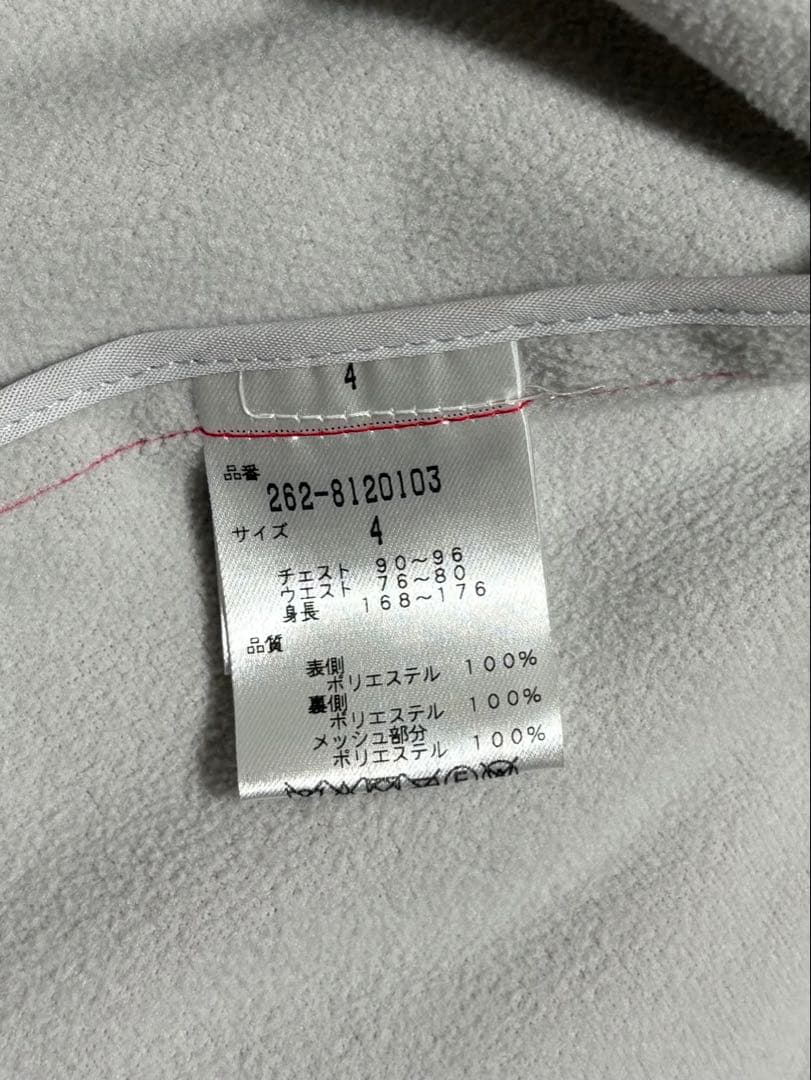 4
品番
262-8120103
サイズ
4
チェスト 90～96
ウエスト 76～80
身長 168～176
品質
表側
ポリエステル 100%
裏側
ポリエステル 100%
メッシュ部分
ポリエステル 100%